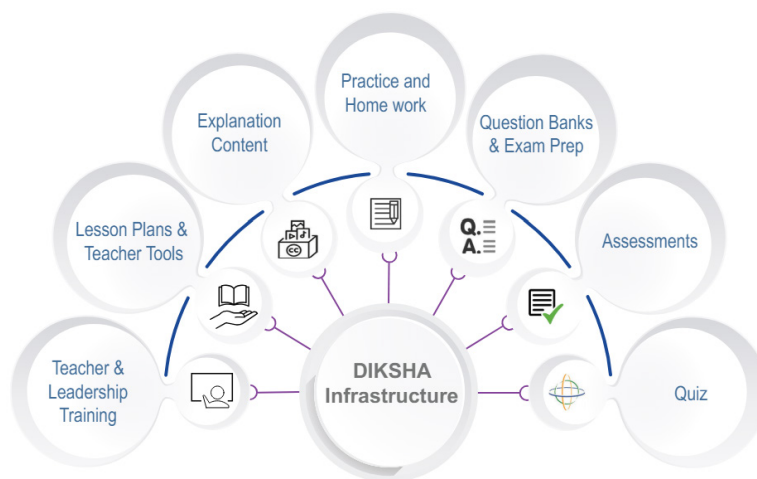 Practice and
Home work
Explanation
Content
Question Banks
& Exam Prep
Lesson Plans &
Teacher Tools
Assessments
Teacher &
Leadership
Training
Quiz
CC
Q.
A.
DIKSHA
Infrastructure